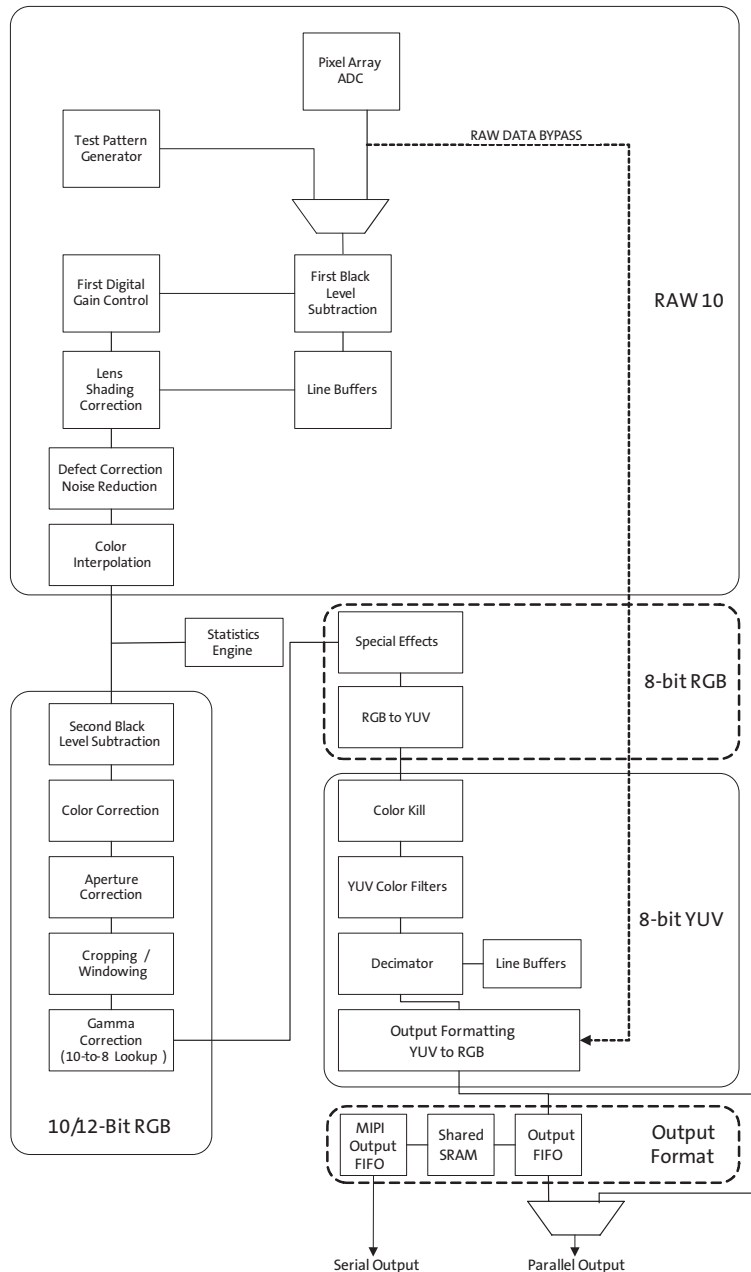 Pixel Array
ADC
RAW DATA BYPASS
Test Pattern
Generator
First Digital
Gain Control
First Black
Level
Subtraction
RAW 10
Lens
Shading
Correction
Line Buffers
Defect Correction
Noise Reduction
Color
Interpolation
Statistics
Engine
Special Effects
8-bit RGB
RGB to YUV
Second Black
Level Subtraction
Color Correction
Aperture
Correction
Cropping /
Windowing
Gamma
Correction
(10-to-8 Lookup )
10/12-Bit RGB
Color Kill
YUV Color Filters
8-bit YUV
Decimator
Line Buffers
Output Formatting
YUV to RGB
MIPI
Output
FIFO
Shared
SRAM
Output
FIFO
Output
Format
Serial Output
Parallel Output